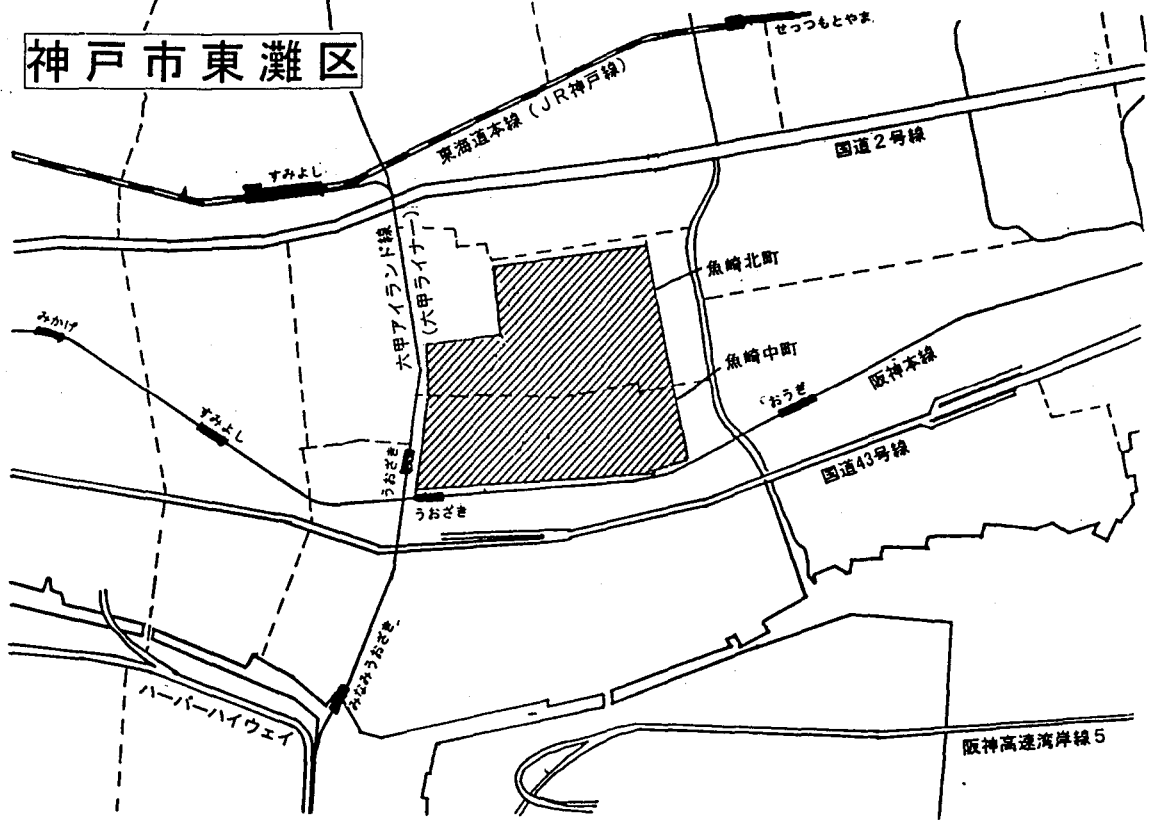 神戸市東灘区
せっつもとやま
東海道本線(JR神戸線)
国道2号線
すみよし
六甲アイランド線
(六甲ライナー)
魚崎北町
みかげ
魚崎中町
阪神本線
おうぎ
すみよし
うおざき
国道43号線
うおざき
みなみうおざき
ハーバーハイウェイ
阪神高速湾岸線5